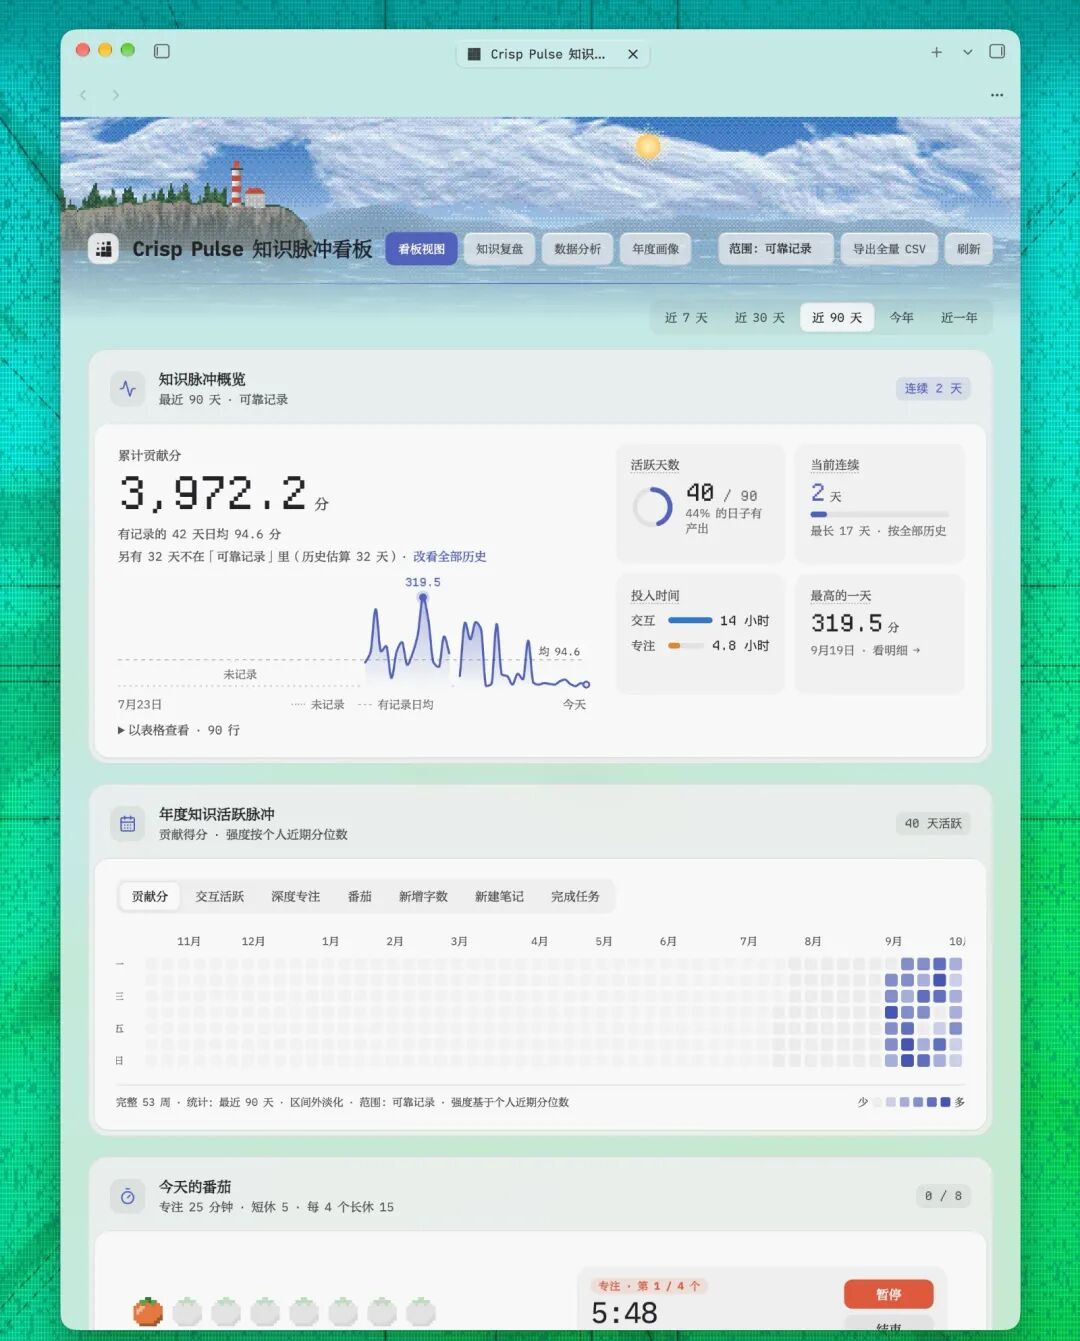 Crisp Pulse 知识...
Crisp Pulse 知识脉冲看板
看板视图
知识复盘
数据分析
年度画像
范围: 可靠记录
导出全量 CSV
刷新
近 7 天
近 30 天
近 90 天
今年
近一年
知识脉冲概览
最近 90 天 · 可靠记录
连续 2 天
累计贡献分
3,972.2 分
有记录的 42 天日均 94.6 分
另有 32 天不在「可靠记录」里（历史估算 32 天）· 改看全部历史
319.5
均 94.6
未记录
7月23日
未记录
有记录日均
今天
▶ 以表格查看 · 90 行
活跃天数
40 / 90
44% 的日子有
产出
当前连续
2 天
最长 17 天 · 按全部历史
投入时间
交互 14 小时
专注 4.8 小时
最高的一天
319.5 分
9月19日 · 看明细 →
年度知识活跃脉冲
贡献得分 · 强度按个人近期分位数
40 天活跃
贡献分
交互活跃
深度专注
番茄
新增字数
新建笔记
完成任务
11月 12月 1月 2月 3月 4月 5月 6月 7月 8月 9月 10
一
三
五
日
完整 53 周 · 统计: 最近 90 天 · 区间外淡化 · 范围: 可靠记录 · 强度基于个人近期分位数
少 多
今天的番茄
专注 25 分钟 · 短休 5 · 每 4 个长休 15
0 / 8
专注 · 第 1 / 4 个
5:48
暂停